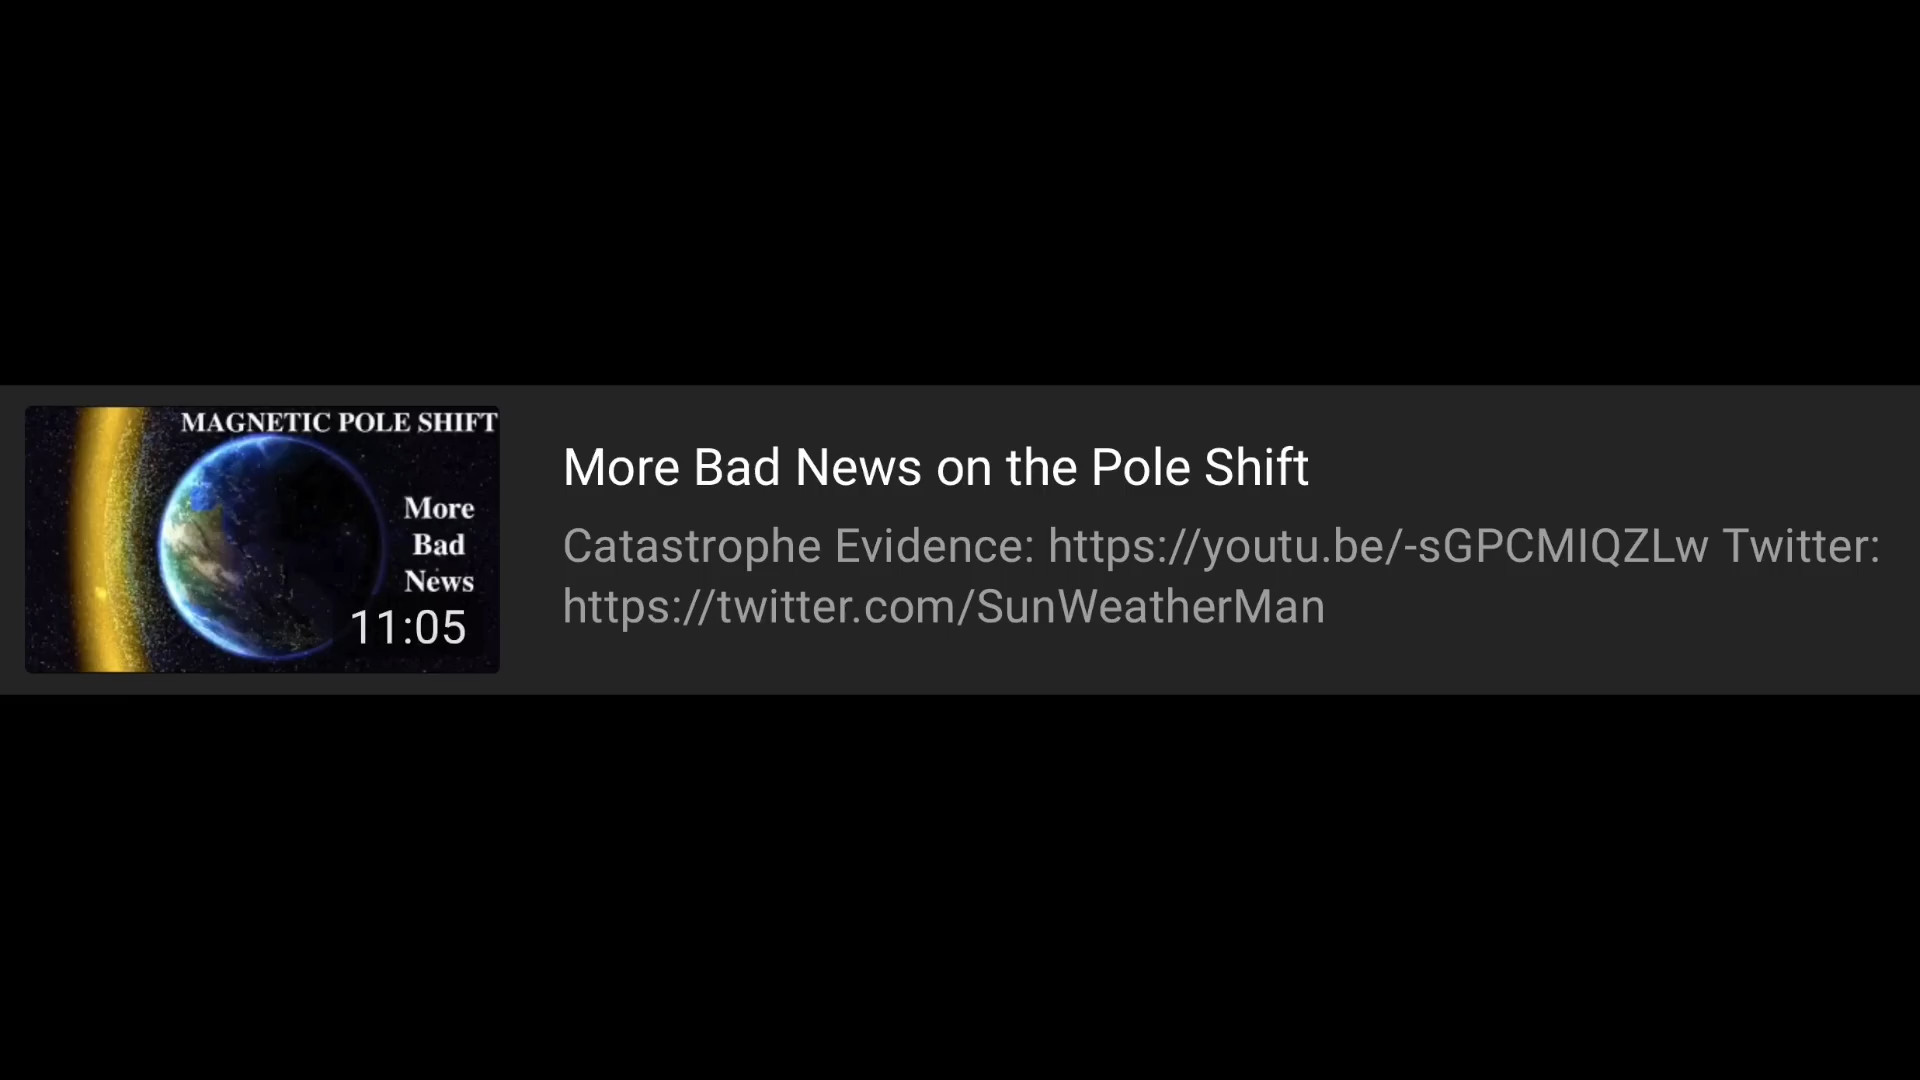 MAGNETIC POLE SHIFT
More
Bad
News
11:05
More Bad News on the Pole Shift
Catastrophe Evidence: https://youtu.be/-sGPCMIQZLw Twitter:
https://twitter.com/SunWeatherMan